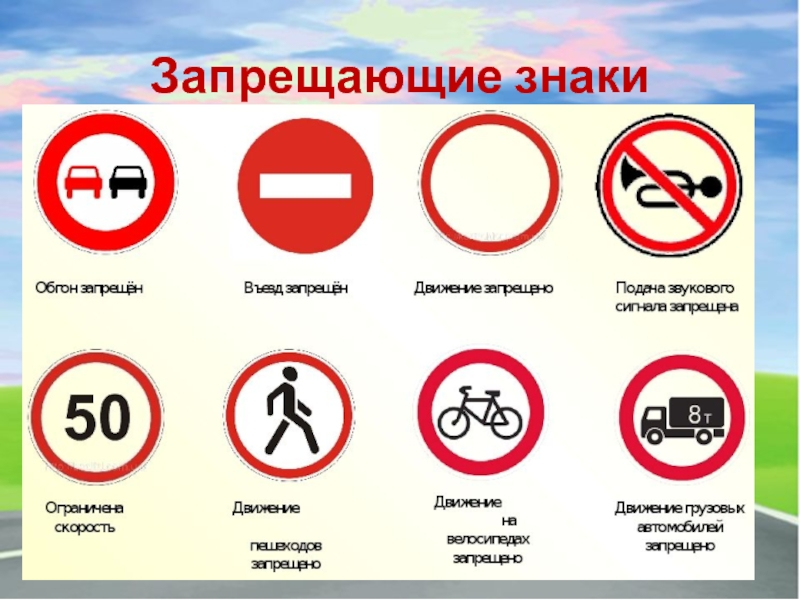 Запрещающие знаки
Обгон запрещён
Въезд запрещён
Движение запрещено
Подача звукового
сигнала запрещена
50
8т
Ограничена
скорость
Движение
пешеходов
запрещено
Движение
на
велосипедах
запрещено
Движение грузовых
автомобилей
запрещено